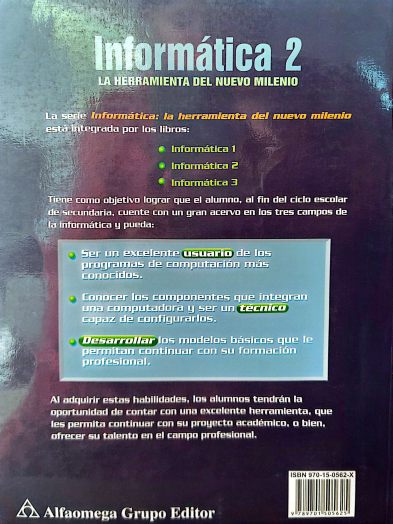 Informática 2
LA HERRAMIENTA DEL NUEVO MILENIO
La serie Informática: la herramienta del nuevo milenio
está integrada por los libros:
Informática 1
Informática 2
Informática 3
Tiene como objetivo lograr que el alumno, al fin del ciclo escolar
de secundaria, cuente con un gran acervo en los tres campos de
la informática y pueda:
Ser un excelente usuario de los
programas de computación más
conocidos.
Conocer los componentes que integran
una computadora y ser un técnico
capaz de configurarlos.
Desarrollar los modelos básicos que le
permitan continuar con su formación
profesional.
Al adquirir estas habilidades, los alumnos tendrán la
oportunidad de contar con una excelente herramienta, que
les permita continuar con su proyecto académico, o bien,
ofrecer su talento en el campo profesional.
ISBN 970-15-0562-X
9 789701 505625
Alfaomega Grupo Editor